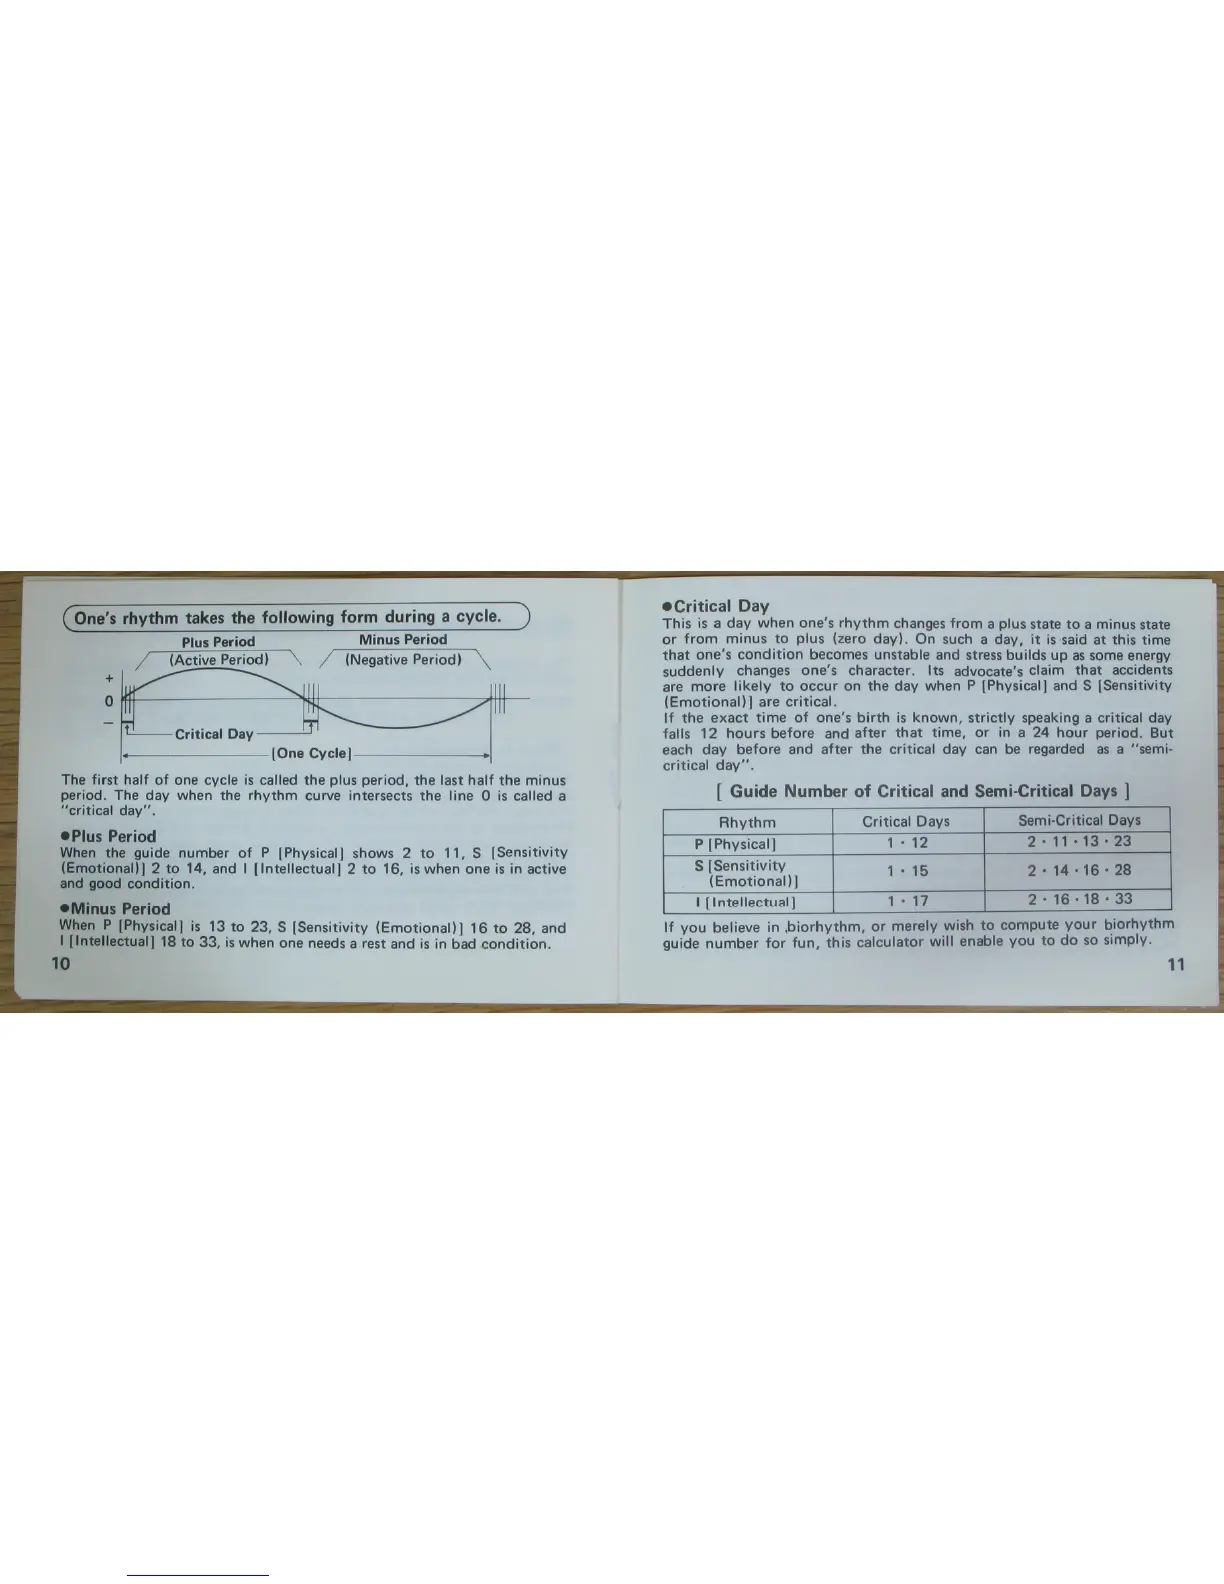 One's rhythm takes the following form during a cycle.
Plus Period
(Active Period)
Minus Period
(Negative Period)
+
0
−
Critical Day
[One Cycle]
The first half of one cycle is called the plus period, the last half the minus
period. The day when the rhythm curve intersects the line 0 is called a
"critical day".
●Plus Period
When the guide number of P [Physical] shows 2 to 11, S [Sensitivity
(Emotional)] 2 to 14, and I [Intellectual] 2 to 16, is when one is in active
and good condition.
●Minus Period
When P [Physical] is 13 to 23, S [Sensitivity (Emotional)] 16 to 28, and
I [Intellectual] 18 to 33, is when one needs a rest and is in bad condition.
10
●Critical Day
This is a day when one's rhythm changes from a plus state to a minus state
or from minus to plus (zero day). On such a day, it is said at this time
that one's condition becomes unstable and stress builds up as some energy
suddenly changes one's character. Its advocate's claim that accidents
are more likely to occur on the day when P [Physical] and S [Sensitivity
(Emotional)] are critical.
If the exact time of one's birth is known, strictly speaking a critical day
falls 12 hours before and after that time, or in a 24 hour period. But
each day before and after the critical day can be regarded as a "semi-
critical day".
[ Guide Number of Critical and Semi-Critical Days ]
Rhythm Critical Days Semi-Critical Days
P [Physical] 1 · 12 2 · 11 · 13 · 23
S [Sensitivity
(Emotional)] 1 · 15 2 · 14 · 16 · 28
I [Intellectual] 1 · 17 2 · 16 · 18 · 33
If you believe in biorhythm, or merely wish to compute your biorhythm
guide number for fun, this calculator will enable you to do so simply.
11